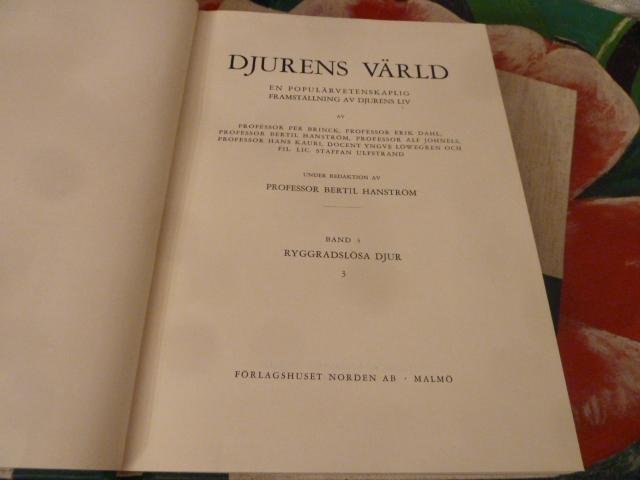 DJURENS VÄRLD
EN POPULÄRVETENSKAPLIG
FRAMSTÄLLNING AV DJURENS LIV
AV
PROFESSOR PER BRINCK, PROFESSOR ERIK DAHL,
PROFESSOR BERTIL HANSTRÖM, PROFESSOR ALF JOHNELS,
PROFESSOR HANS KAURI, DOCENT YNGVE LÖWEGREN OCH
FIL. LIC. STAFFAN ULFSTRAND
UNDER REDAKTION AV
PROFESSOR BERTIL HANSTRÖM
BAND 3
RYGGRADSLÖSA DJUR
3
FÖRLAGSHUSET NORDEN AB · MALMÖ